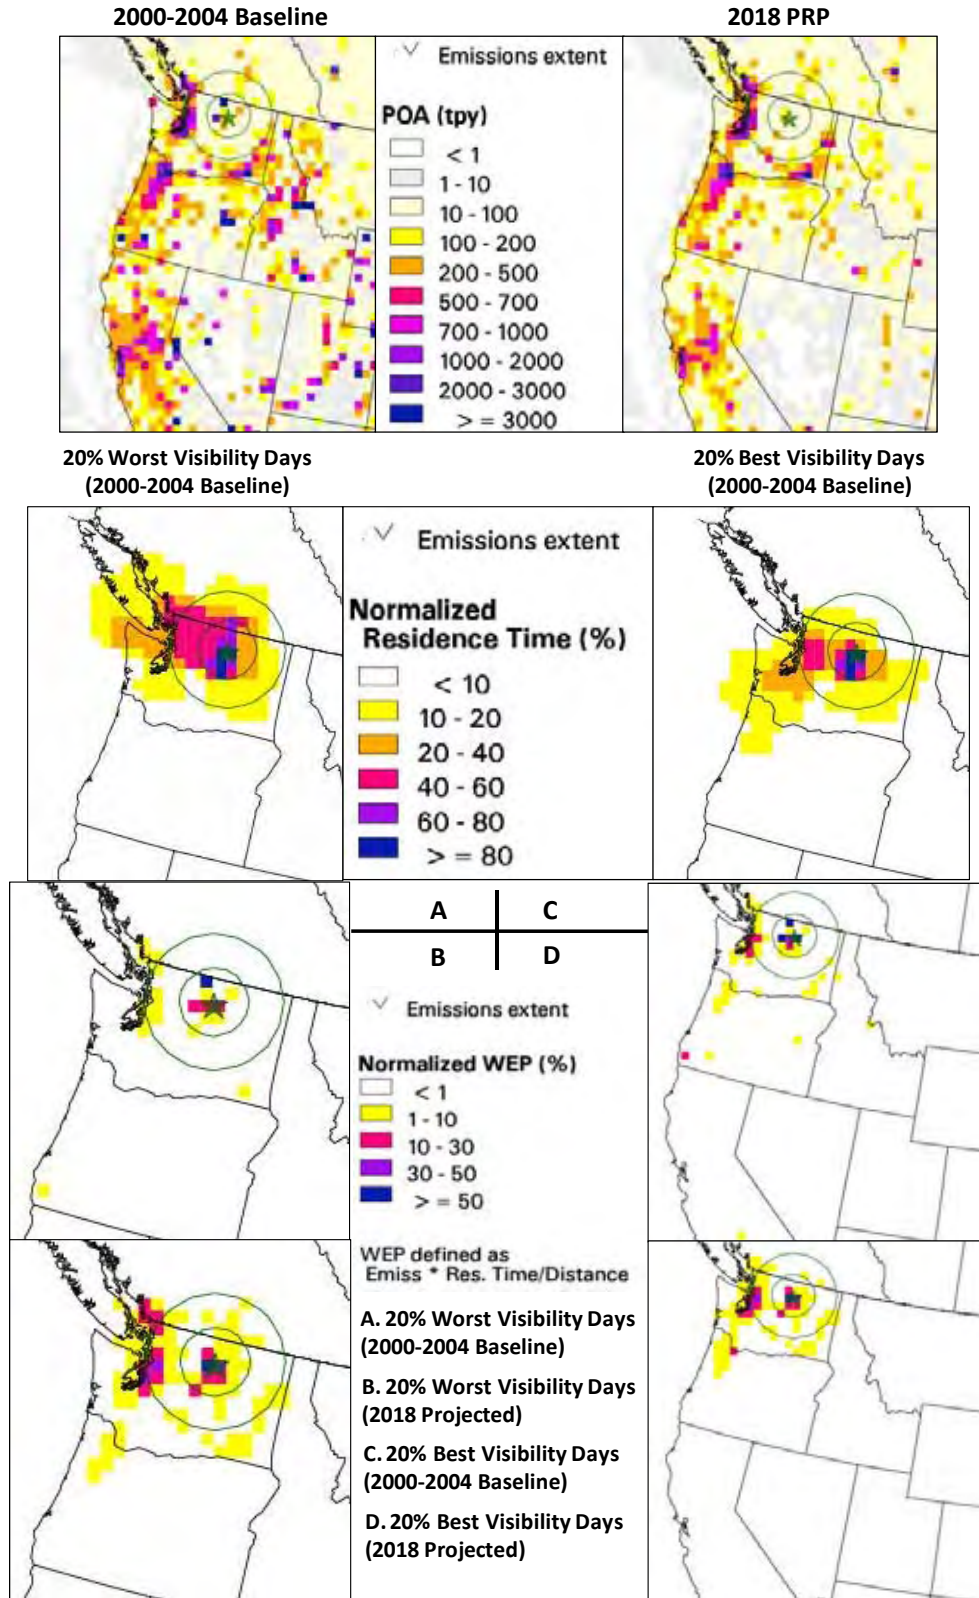 2000-2004 Baseline
2018 PRP
Emissions extent
POA (tpy)
< 1
1 - 10
10 - 100
100 - 200
200 - 500
500 - 700
700 - 1000
1000 - 2000
2000 - 3000
> = 3000
20% Worst Visibility Days
(2000-2004 Baseline)
20% Best Visibility Days
(2000-2004 Baseline)
Emissions extent
Normalized
Residence Time (%)
< 10
10 - 20
20 - 40
40 - 60
60 - 80
> = 80
A C
B D
Emissions extent
Normalized WEP (%)
< 1
1 - 10
10 - 30
30 - 50
> = 50
WEP defined as
Emiss * Res. Time/Distance
A. 20% Worst Visibility Days
(2000-2004 Baseline)
B. 20% Worst Visibility Days
(2018 Projected)
C. 20% Best Visibility Days
(2000-2004 Baseline)
D. 20% Best Visibility Days
(2018 Projected)